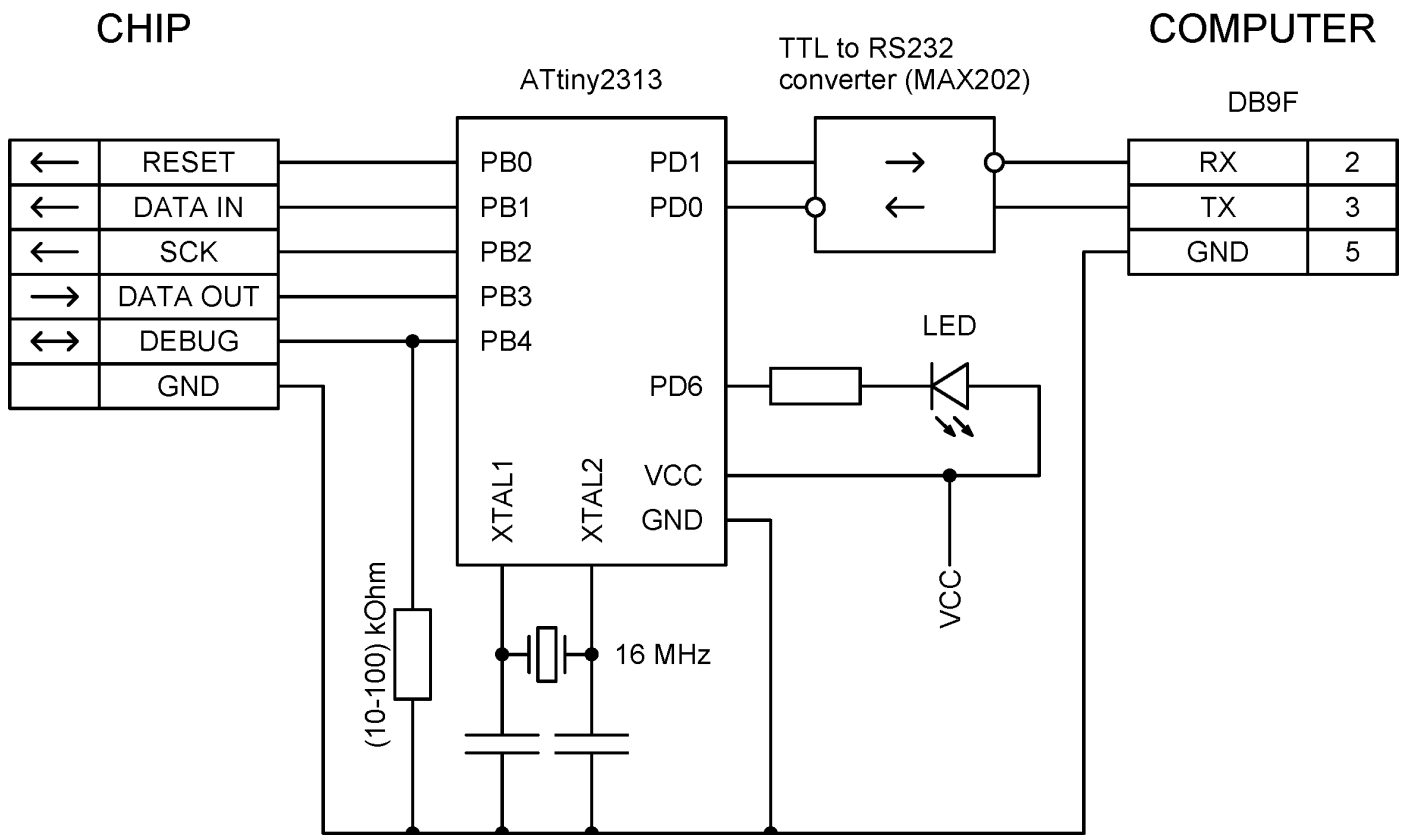 CHIP
COMPUTER
TTL to RS232
converter (MAX202)
ATtiny2313
DB9F
RESET
DATA IN
SCK
DATA OUT
DEBUG
GND
PB0
PB1
PB2
PB3
PB4
PD1
PD0
PD6
VCC
GND
XTAL1
XTAL2
RX 2
TX 3
GND 5
LED
VCC
(10-100) kOhm
16 MHz